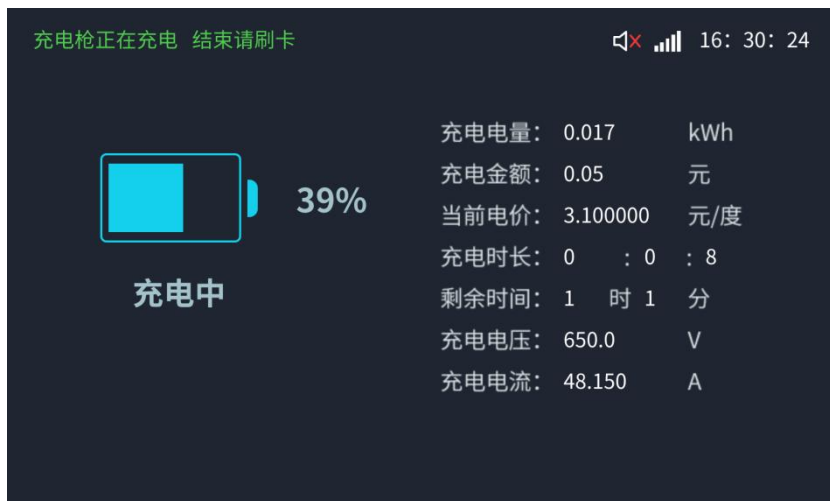 充电枪正在充电 结束请刷卡
16: 30: 24
39%
充电中
充电电量： 0.017 kWh
充电金额： 0.05 元
当前电价： 3.100000 元/度
充电时长： 0 : 0 : 8
剩余时间： 1 时 1 分
充电电压： 650.0 V
充电电流： 48.150 A